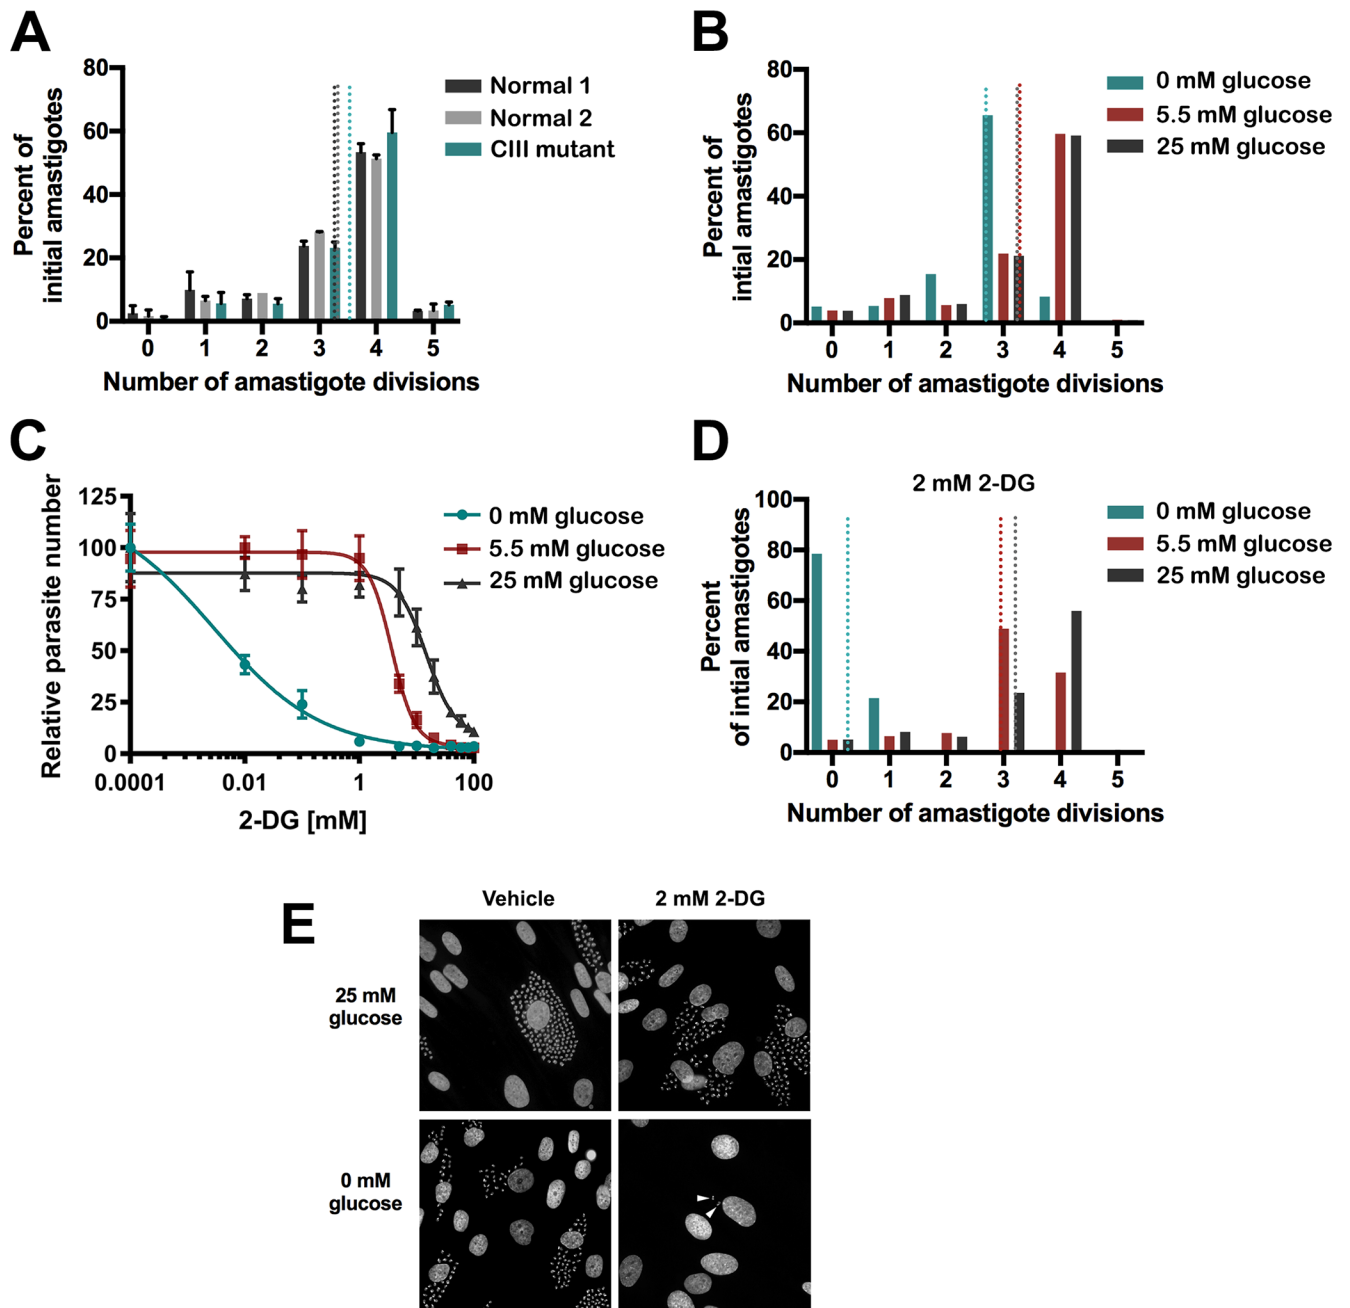 A
80
60
40
20
0
Percent of
initial amastigotes
Normal 1
Normal 2
CIII mutant
0 1 2 3 4 5
Number of amastigote divisions
B
80
60
40
20
0
Percent of
intial amastigotes
0 mM glucose
5.5 mM glucose
25 mM glucose
0 1 2 3 4 5
Number of amastigote divisions
C
125
100
75
50
25
0
Relative parasite number
0 mM glucose
5.5 mM glucose
25 mM glucose
0.0001 0.01 1 100
2-DG [mM]
D
2 mM 2-DG
100
80
60
40
20
0
Percent
of intial amastigotes
0 mM glucose
5.5 mM glucose
25 mM glucose
0 1 2 3 4 5
Number of amastigote divisions
E
Vehicle 2 mM 2-DG
25 mM
glucose
0 mM
glucose